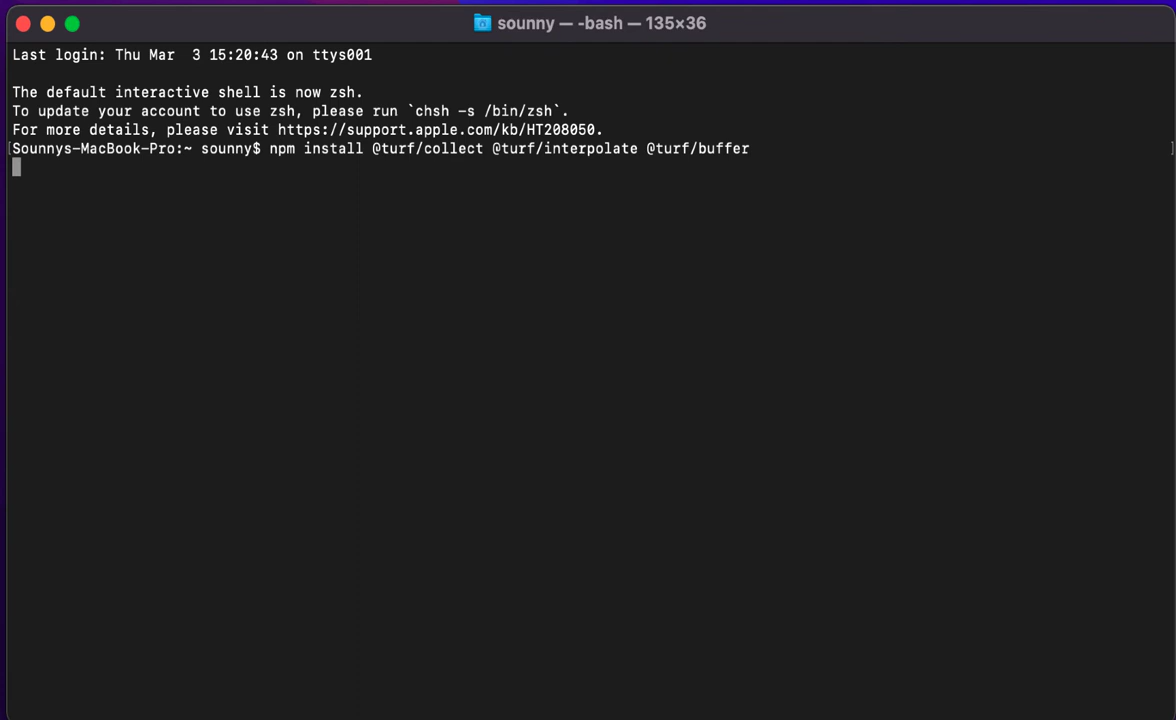 sounny — -bash — 135×36
Last login: Thu Mar  3 15:20:43 on ttys001
The default interactive shell is now zsh.
To update your account to use zsh, please run `chsh -s /bin/zsh`.
For more details, please visit https://support.apple.com/kb/HT208050.
[Sounnys-MacBook-Pro:~ sounny$ npm install @turf/collect @turf/interpolate @turf/buffer ]